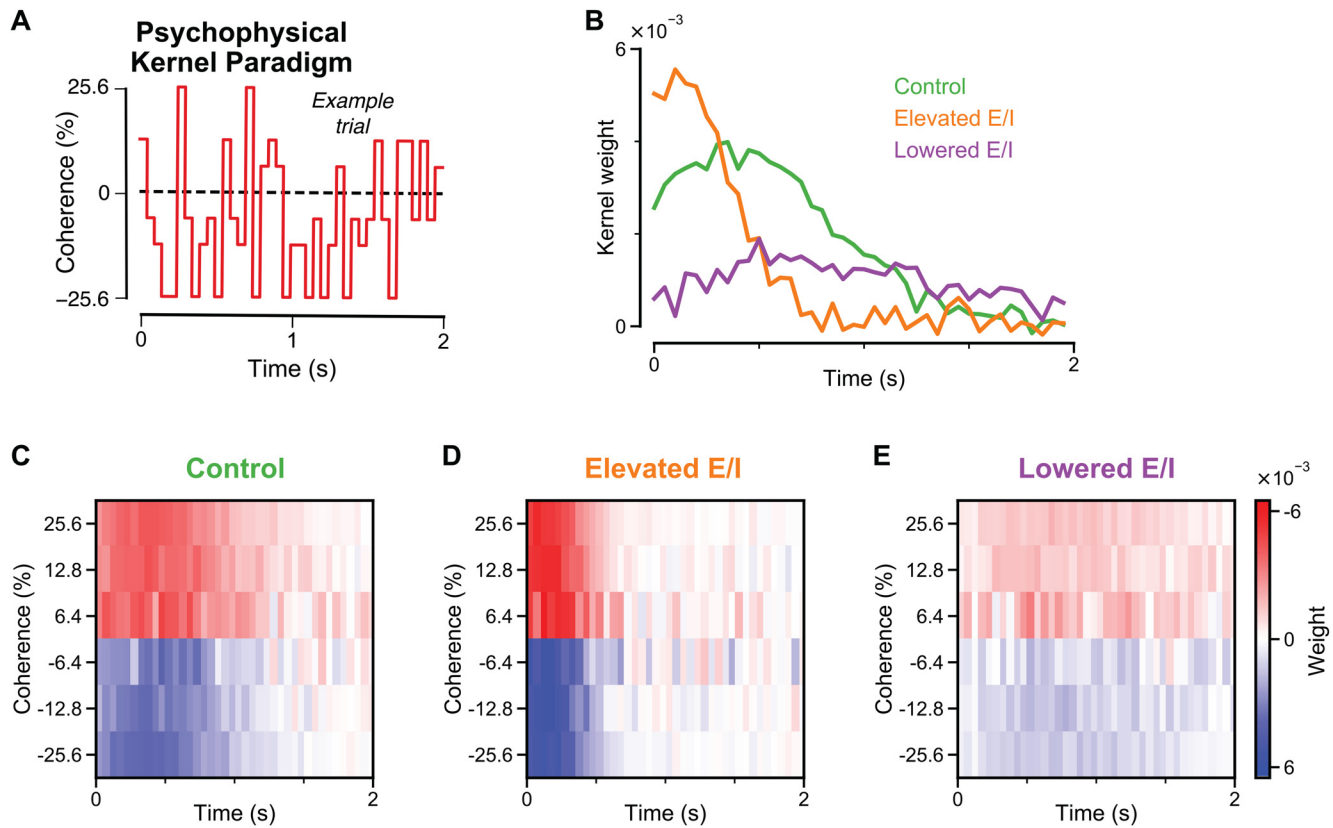 A
Psychophysical
Kernel Paradigm
25.6
Example
trial
Coherence (%)
0
−25.6
0
1
2
Time (s)
B
×10⁻³
6
Control
Elevated E/I
Lowered E/I
Kernel weight
0
0
2
Time (s)
C
Control
25.6
12.8
6.4
-6.4
-12.8
-25.6
Coherence (%)
0
2
Time (s)
D
Elevated E/I
25.6
12.8
6.4
-6.4
-12.8
-25.6
Coherence (%)
0
2
Time (s)
E
Lowered E/I
25.6
12.8
6.4
-6.4
-12.8
-25.6
Coherence (%)
0
2
Time (s)
×10⁻³
-6
0
6
Weight